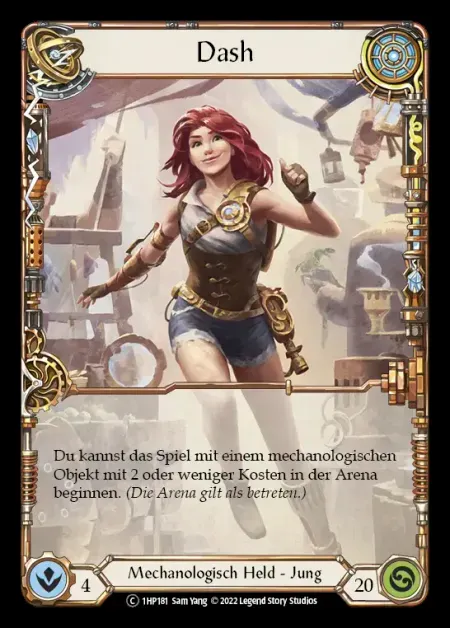 Dash
Du kannst das Spiel mit einem mechanologischen
Objekt mit 2 oder weniger Kosten in der Arena
beginnen. (Die Arena gilt als betreten.)
4
Mechanologisch Held - Jung
20
C 1HP181 Sam Yang © 2022 Legend Story Studios